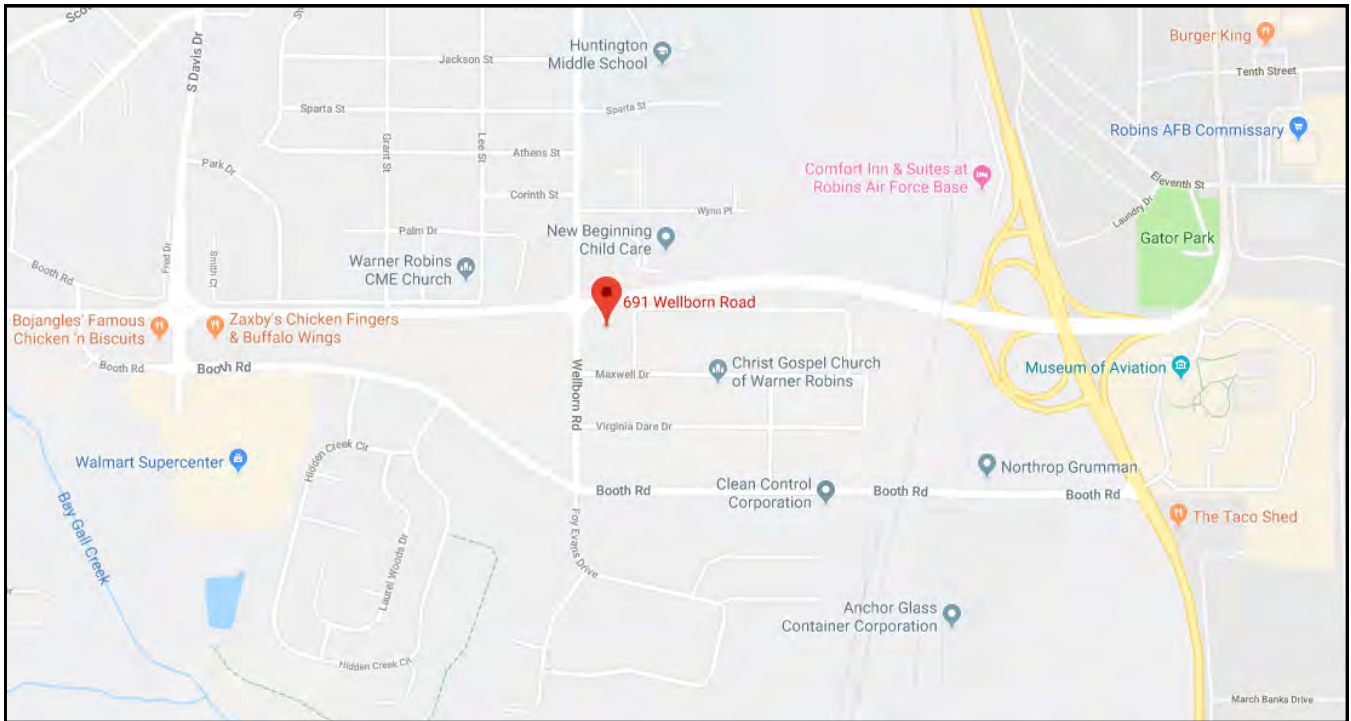 Sco
S Davis Dr
Sh
Huntington
Middle School
Burger King
Jackson St
Tenth Street
Sparta St
Sparta St
Robins AFB Commissary
Grant St
Lee St
Athens St
Park Dr
Comfort Inn & Suites at
Robins Air Force Base
Eleventh St
Corinth St
Wynn Pl
Laundry Dr
Gator Park
Palm Dr
New Beginning
Child Care
Fred Dr
Smith Ct
Warner Robins
CME Church
Booth Rd
691 Wellborn Road
Bojangles' Famous
Chicken 'n Biscuits
Zaxby's Chicken Fingers
& Buffalo Wings
Booth Rd
Booth Rd
Wellborn Rd
Maxwell Dr
Christ Gospel Church
of Warner Robins
Museum of Aviation
Virginia Dare Dr
Hidden Creek Cir
Walmart Supercenter
Northrop Grumman
Booth Rd
Clean Control
Corporation
Booth Rd
Booth Rd
The Taco Shed
Bay Gall Creek
Foy Evans Drive
Laurel Woods Dr
Anchor Glass
Container Corporation
Hidden Creek Cir
March Banks Drive